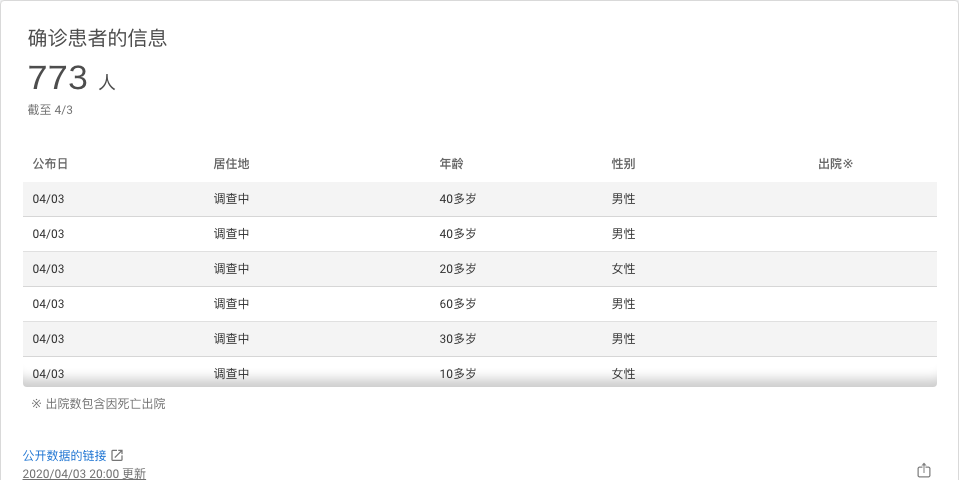 确诊患者的信息
773 人
截至 4/3
公布日 居住地 年龄 性别 出院※
04/03 调查中 40多岁 男性
04/03 调查中 40多岁 男性
04/03 调查中 20多岁 女性
04/03 调查中 60多岁 男性
04/03 调查中 30多岁 男性
04/03 调查中 10多岁 女性
※ 出院数包含因死亡出院
公开数据的链接
2020/04/03 20:00 更新